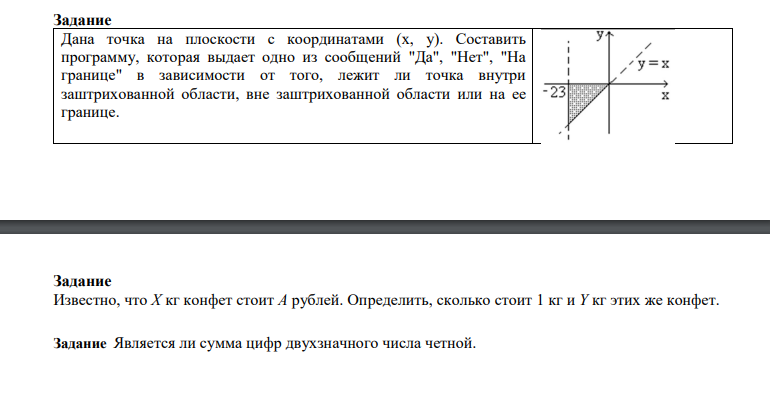 Задание
Дана точка на плоскости с координатами (x, y). Составить
программу, которая выдает одно из сообщений "Да", "Нет", "На
границе" в зависимости от того, лежит ли точка внутри
заштрихованной области, вне заштрихованной области или на ее
границе.
y
y=x
-23
x
Задание
Известно, что X кг конфет стоит A рублей. Определить, сколько стоит 1 кг и Y кг этих же конфет.
Задание Является ли сумма цифр двухзначного числа четной.